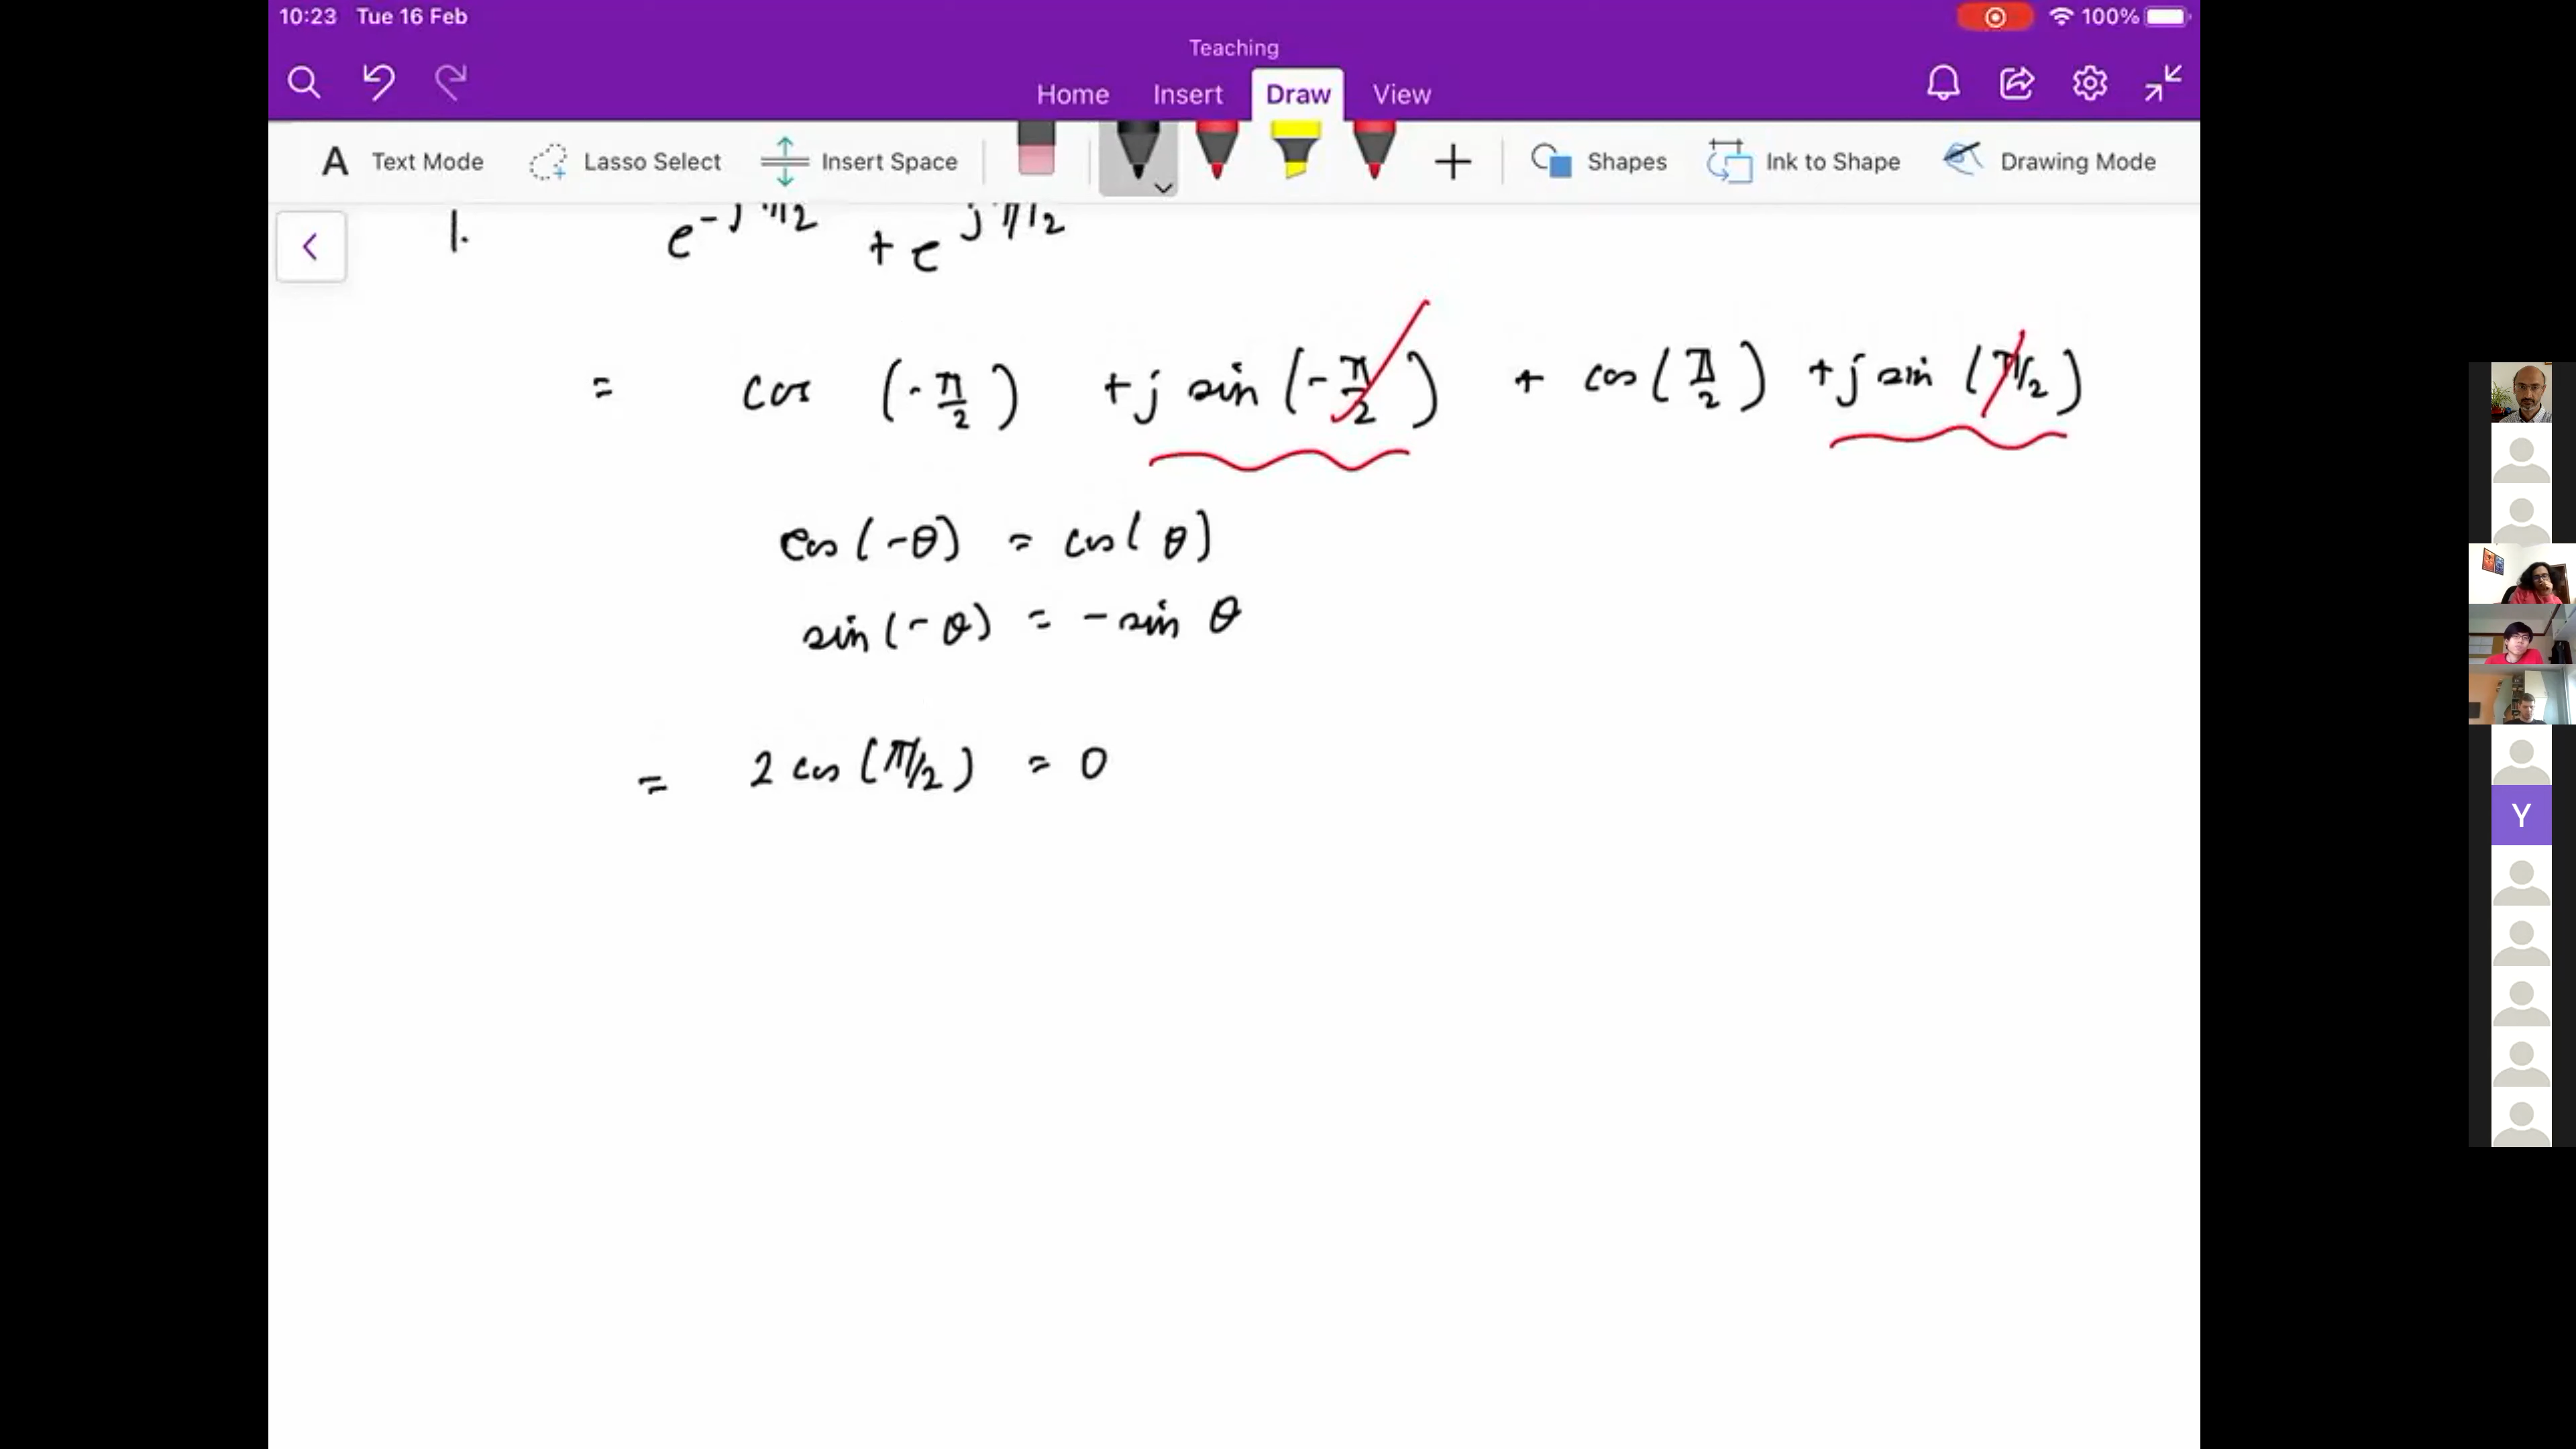 10:23 Tue 16 Feb 100%
Teaching
Home Insert Draw View
A Text Mode Lasso Select Insert Space Shapes Ink to Shape Drawing Mode
1. e^{-jπ/2} + e^{jπ/2}
= cos (-π/2) + j sin (-π/2) + cos (π/2) + j sin (π/2)
cos (-θ) = cos( θ)
sin (-θ) = - sin θ
= 2 cos (π/2) = 0
Y